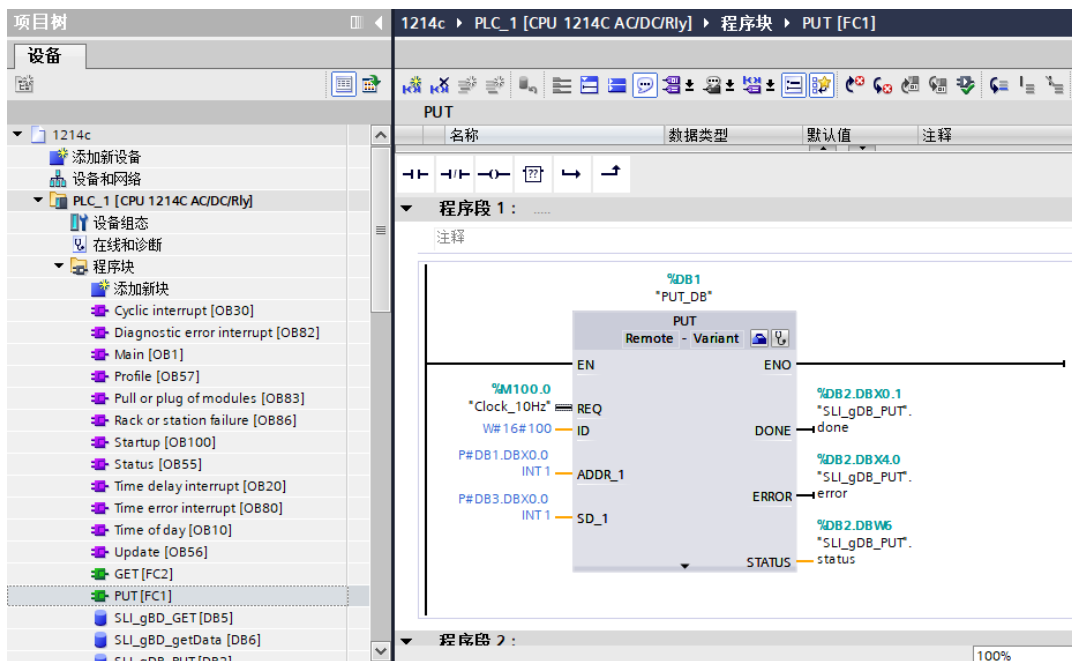 项目树
设备
1214c
添加新设备
设备和网络
PLC_1 [CPU 1214C AC/DC/Rly]
设备组态
在线和诊断
程序块
添加新块
Cyclic interrupt [OB30]
Diagnostic error interrupt [OB82]
Main [OB1]
Profile [OB57]
Pull or plug of modules [OB83]
Rack or station failure [OB86]
Startup [OB100]
Status [OB55]
Time delay interrupt [OB20]
Time error interrupt [OB80]
Time of day [OB10]
Update [OB56]
GET [FC2]
PUT [FC1]
SLI_gBD_GET [DB5]
SLI_gBD_getData [DB6]
SLI_gDB_PUT [DB2]
1214c ▸ PLC_1 [CPU 1214C AC/DC/Rly] ▸ 程序块 ▸ PUT [FC1]
PUT
名称 数据类型 默认值 注释
??
程序段 1: .....
注释
%DB1
"PUT_DB"
PUT
Remote - Variant
EN ENO
%M100.0
"Clock_10Hz" REQ
W#16#100 ID
P#DB1.DBX0.0
INT 1 ADDR_1
P#DB3.DBX0.0
INT 1 SD_1
%DB2.DBX0.1
"SLI_gDB_PUT".
DONE done
%DB2.DBX4.0
"SLI_gDB_PUT".
ERROR error
%DB2.DBW6
"SLI_gDB_PUT".
STATUS status
程序段 2:
100%